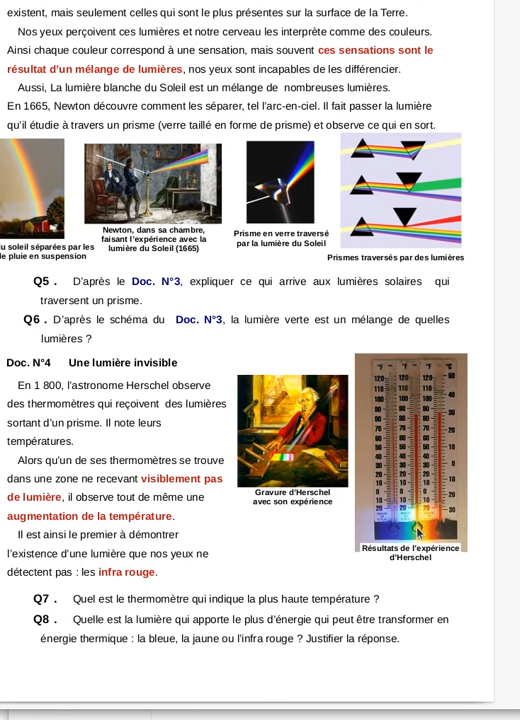 existent, mais seulement celles qui sont le plus présentes sur la surface de la Terre.
Nos yeux perçoivent ces lumières et notre cerveau les interprète comme des couleurs.
Ainsi chaque couleur correspond à une sensation, mais souvent ces sensations sont le
résultat d'un mélange de lumières, nos yeux sont incapables de les différencier.
Aussi, La lumière blanche du Soleil est un mélange de nombreuses lumières.
En 1665, Newton découvre comment les séparer, tel l'arc-en-ciel. Il fait passer la lumière
qu'il étudie à travers un prisme (verre taillé en forme de prisme) et observe ce qui en sort.
u soleil séparées par les
e pluie en suspension
Newton, dans sa chambre,
faisant l'expérience avec la
lumière du Soleil (1665)
Prisme en verre traversé
par la lumière du Soleil
Prismes traversés par des lumières
Q5 . D'après le Doc. N°3, expliquer ce qui arrive aux lumières solaires qui
traversent un prisme.
Q6 . D'après le schéma du Doc. N°3, la lumière verte est un mélange de quelles
lumières ?
Doc. N°4 Une lumière invisible
En 1 800, l'astronome Herschel observe
des thermomètres qui reçoivent des lumières
sortant d'un prisme. Il note leurs
températures.
Alors qu'un de ses thermomètres se trouve
dans une zone ne recevant visiblement pas
de lumière, il observe tout de même une
augmentation de la température.
Il est ainsi le premier à démontrer
l'existence d'une lumière que nos yeux ne
détectent pas : les infra rouge.
Gravure d'Herschel
avec son expérience
Résultats de l'expérience
d'Herschel
Q7 . Quel est le thermomètre qui indique la plus haute température ?
Q8 . Quelle est la lumière qui apporte le plus d'énergie qui peut être transformer en
énergie thermique : la bleue, la jaune ou l'infra rouge ? Justifier la réponse.